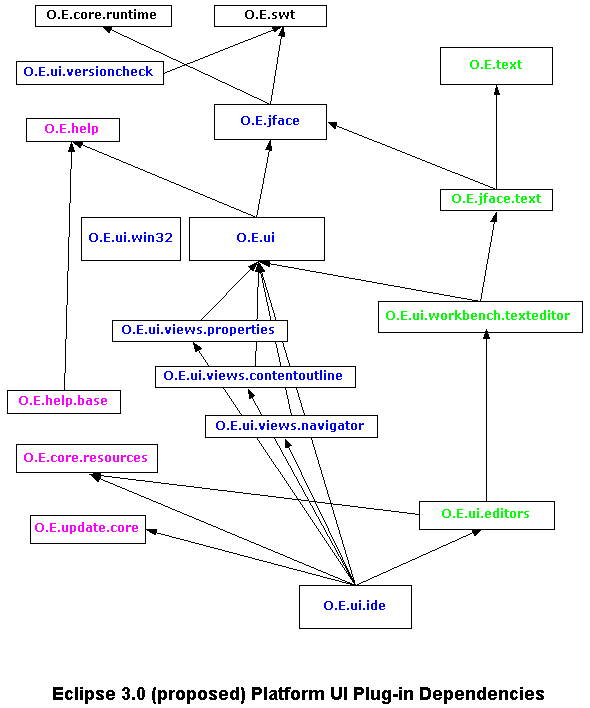 O.E.core.runtime
O.E.swt
O.E.ui.versioncheck
O.E.text
O.E.jface
O.E.help
O.E.jface.text
O.E.ui.win32
O.E.ui
O.E.ui.workbench.texteditor
O.E.ui.views.properties
O.E.ui.views.contentoutline
O.E.help.base
O.E.ui.views.navigator
O.E.core.resources
O.E.ui.editors
O.E.update.core
O.E.ui.ide
Eclipse 3.0 (proposed) Platform UI Plug-in Dependencies